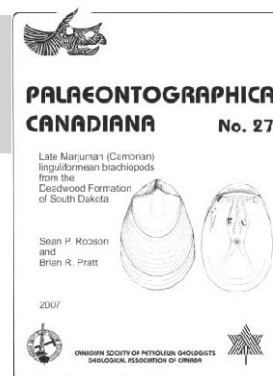 PALAEONTOGRAPHICA
CANADIANA No. 27
Late Marjuman (Cambrian)
linguliformean brachiopods
from the
Deadwood Formation
of South Dakota
Sean P. Robson
and
Brian R. Pratt
2007
CANADIAN SOCIETY OF PETROLEUM GEOLOGISTS
GEOLOGICAL ASSOCIATION OF CANADA